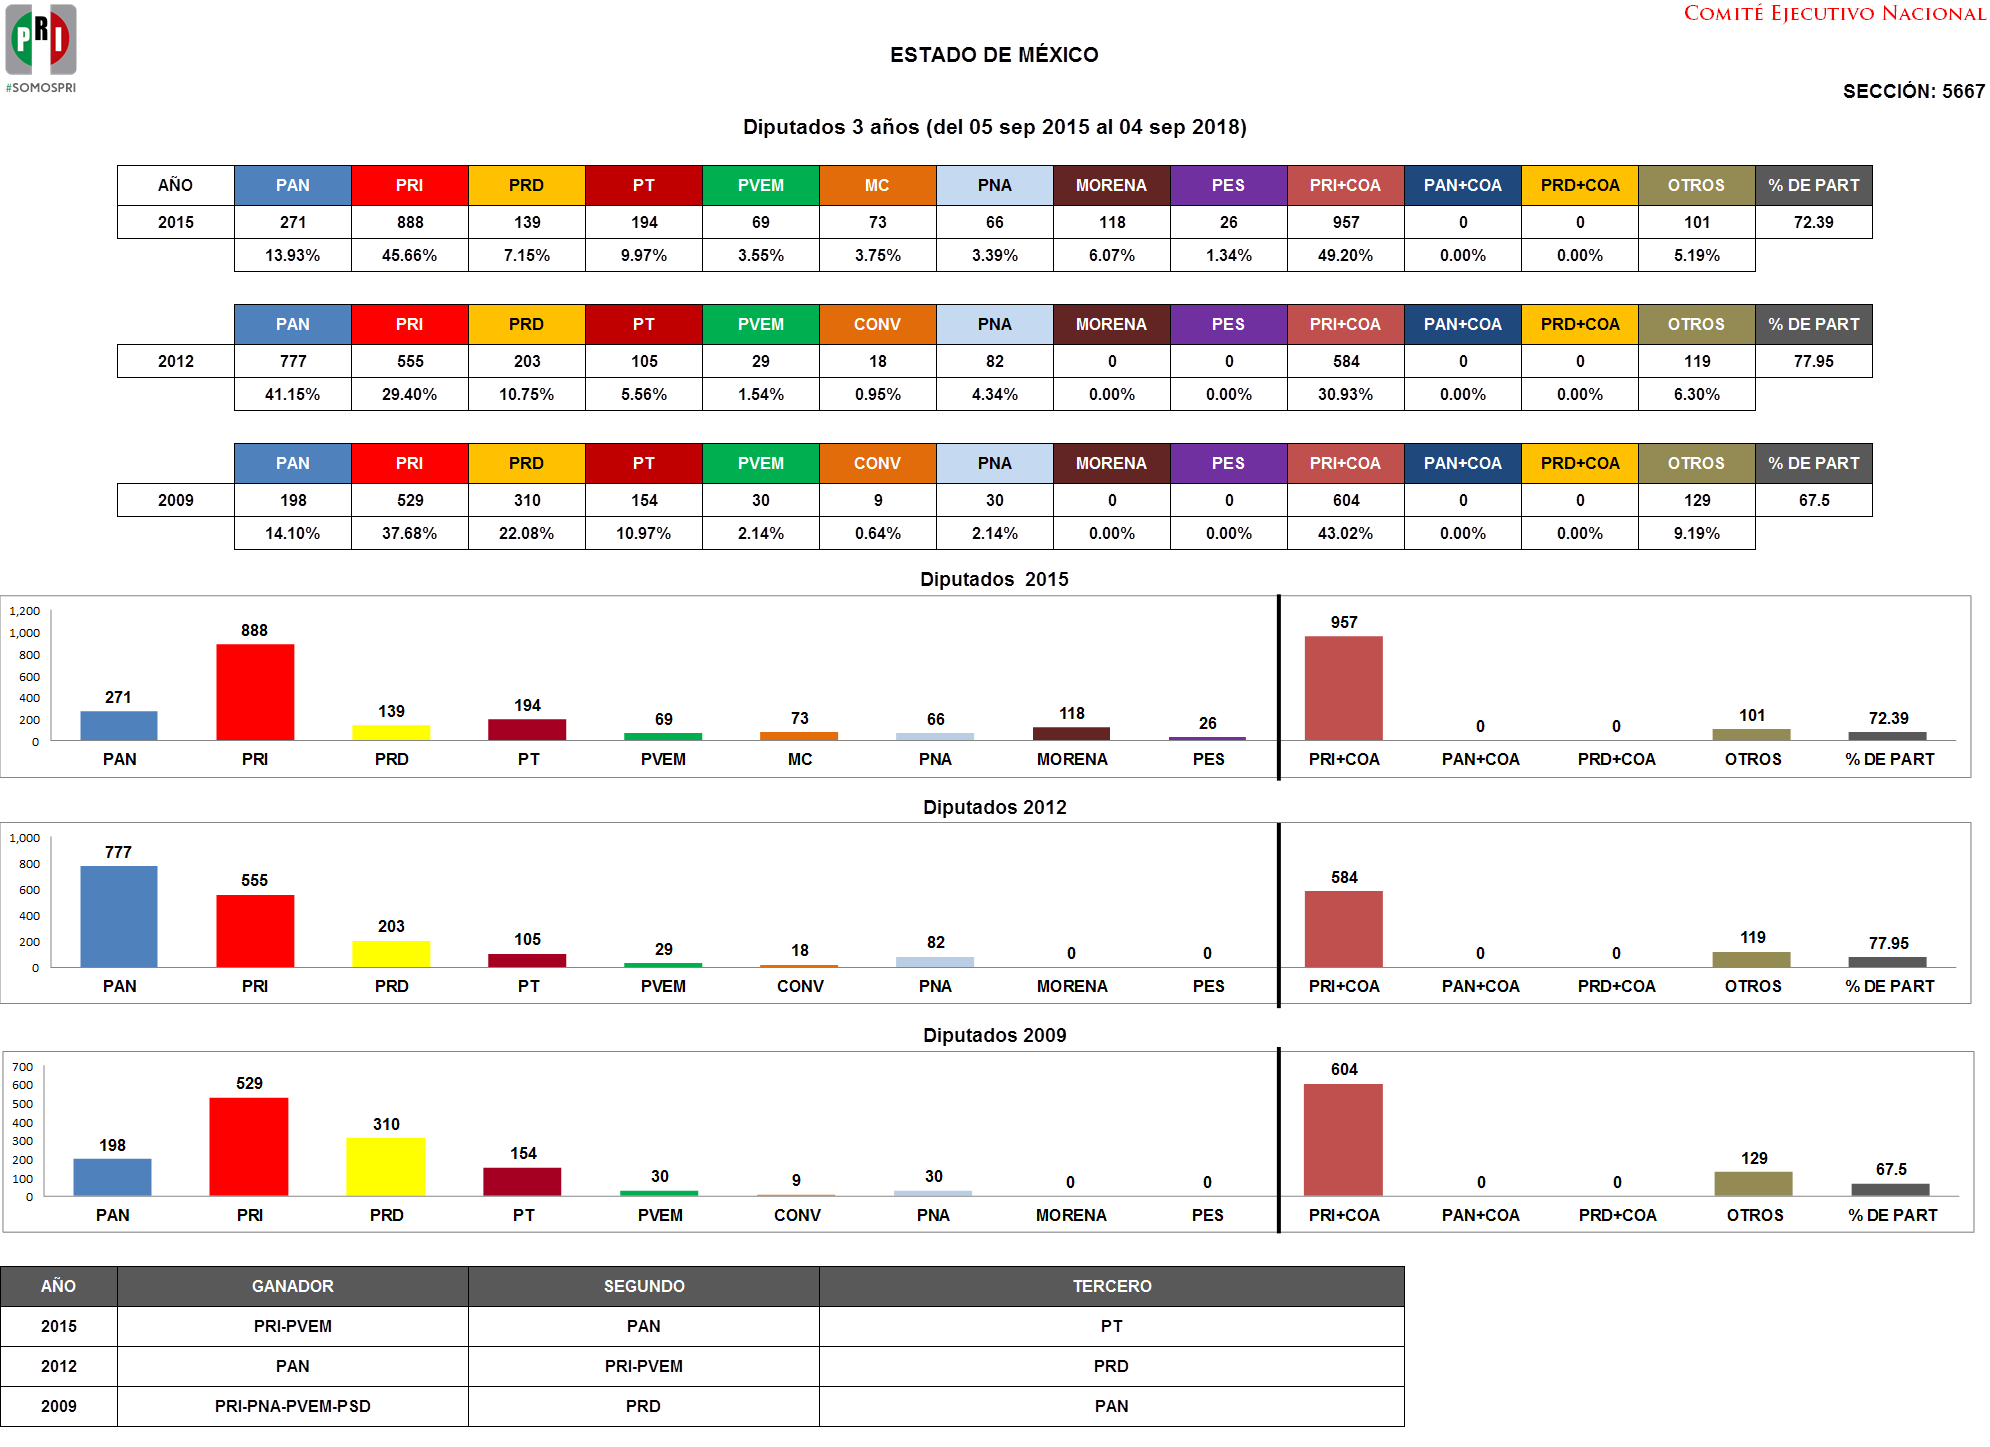 PRI
#SOMOSPRI
COMITÉ EJECUTIVO NACIONAL
ESTADO DE MÉXICO
SECCIÓN: 5667
Diputados 3 años (del 05 sep 2015 al 04 sep 2018)
AÑO PAN PRI PRD PT PVEM MC PNA MORENA PES PRI+COA PAN+COA PRD+COA OTROS % DE PART
2015 271 888 139 194 69 73 66 118 26 957 0 0 101 72.39
13.93% 45.66% 7.15% 9.97% 3.55% 3.75% 3.39% 6.07% 1.34% 49.20% 0.00% 0.00% 5.19%
PAN PRI PRD PT PVEM CONV PNA MORENA PES PRI+COA PAN+COA PRD+COA OTROS % DE PART
2012 777 555 203 105 29 18 82 0 0 584 0 0 119 77.95
41.15% 29.40% 10.75% 5.56% 1.54% 0.95% 4.34% 0.00% 0.00% 30.93% 0.00% 0.00% 6.30%
PAN PRI PRD PT PVEM CONV PNA MORENA PES PRI+COA PAN+COA PRD+COA OTROS % DE PART
2009 198 529 310 154 30 9 30 0 0 604 0 0 129 67.5
14.10% 37.68% 22.08% 10.97% 2.14% 0.64% 2.14% 0.00% 0.00% 43.02% 0.00% 0.00% 9.19%
Diputados 2015
1,200
1,000
800
600
400
200
0
271 888 139 194 69 73 66 118 26 957 0 0 101 72.39
PAN PRI PRD PT PVEM MC PNA MORENA PES PRI+COA PAN+COA PRD+COA OTROS % DE PART
Diputados 2012
1,000
800
600
400
200
0
777 555 203 105 29 18 82 0 0 584 0 0 119 77.95
PAN PRI PRD PT PVEM CONV PNA MORENA PES PRI+COA PAN+COA PRD+COA OTROS % DE PART
Diputados 2009
700
600
500
400
300
200
100
0
198 529 310 154 30 9 30 0 0 604 0 0 129 67.5
PAN PRI PRD PT PVEM CONV PNA MORENA PES PRI+COA PAN+COA PRD+COA OTROS % DE PART
AÑO GANADOR SEGUNDO TERCERO
2015 PRI-PVEM PAN PT
2012 PAN PRI-PVEM PRD
2009 PRI-PNA-PVEM-PSD PRD PAN